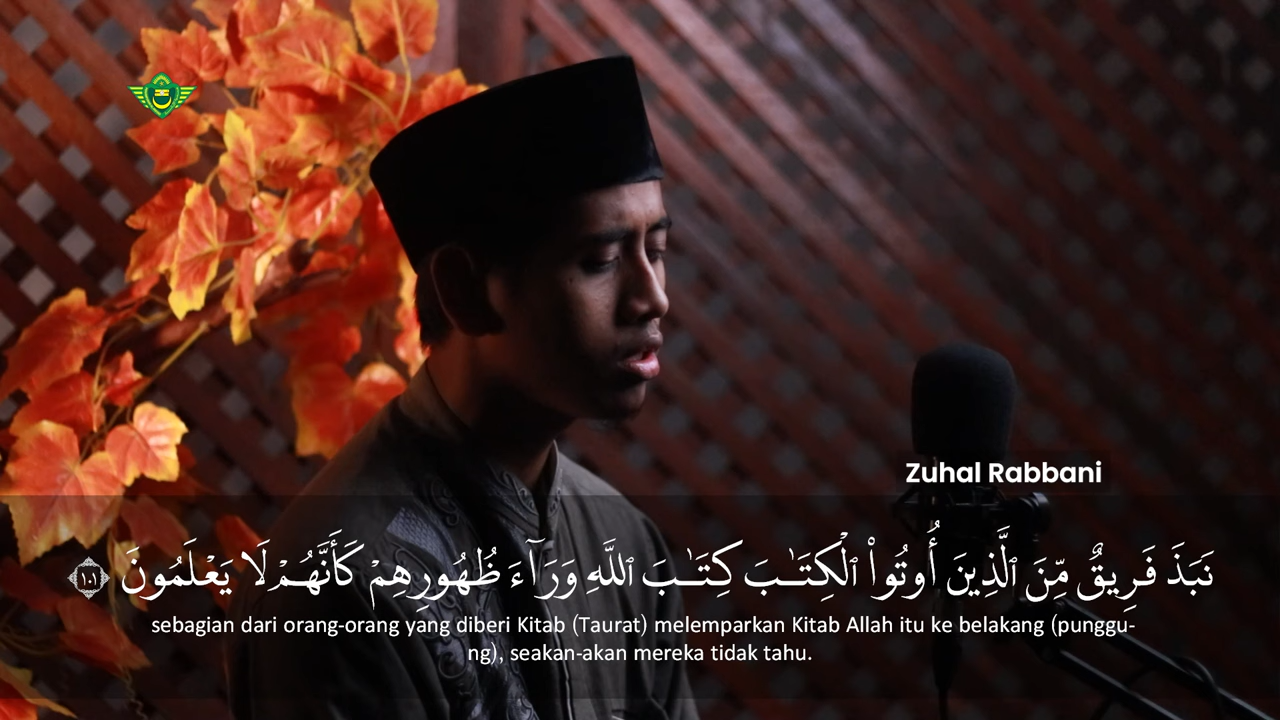 Zuhal Rabbani
نَبَذَ فَرِيقٌ مِّنَ ٱلَّذِينَ أُوتُوا۟ ٱلْكِتَـٰبَ كِتَـٰبَ ٱللَّهِ وَرَآءَ ظُهُورِهِمْ كَأَنَّهُمْ لَا يَعْلَمُونَ ١٠١
sebagian dari orang-orang yang diberi Kitab (Taurat) melemparkan Kitab Allah itu ke belakang (punggu-
ng), seakan-akan mereka tidak tahu.